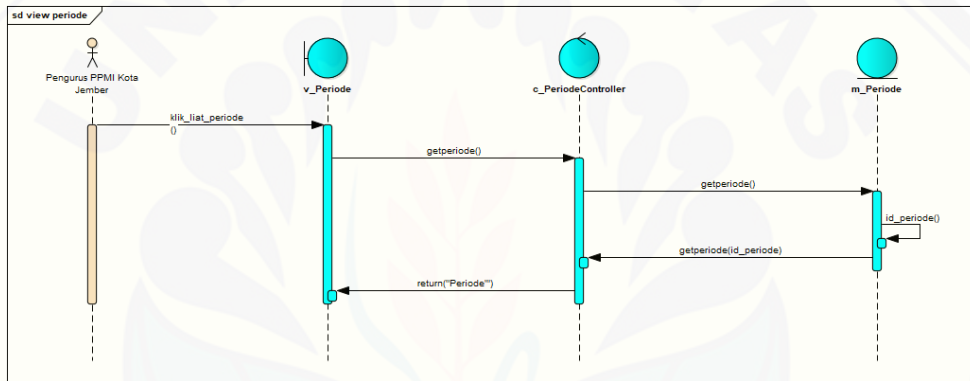 sd view periode
Pengurus PPMI Kota
Jember
v_Periode
c_PeriodeController
m_Periode
klik_liat_periode
()
getperiode()
getperiode()
id_periode()
getperiode(id_periode)
return("Periode'")